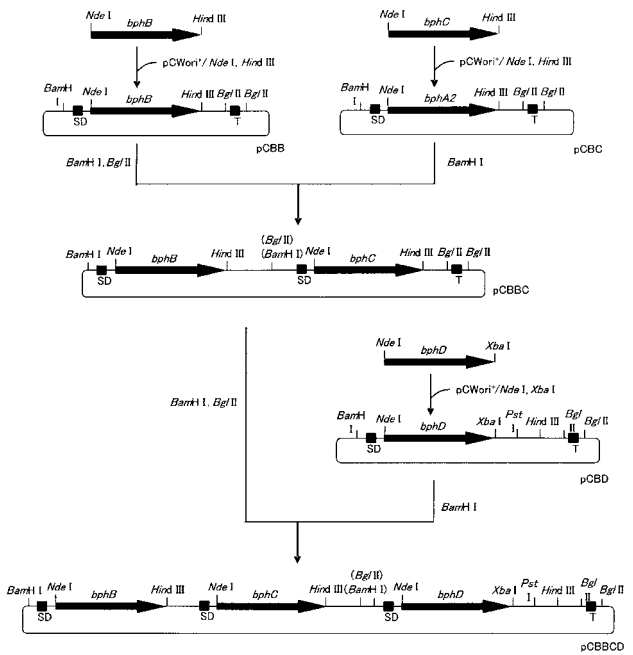 Nde I bphB Hind III
Nde I bphC Hind III
pCWori⁺/ Nde I, Hind III
pCWori⁺/ Nde I, Hind III
BamH I Nde I bphB Hind III Bgl II Bgl II
SD T
pCBB
BamH I Nde I bphA2 Hind III Bgl II Bgl II
SD T
pCBC
BamH I, Bgl II
BamH I
BamH I Nde I bphB Hind III (Bgl II) (BamH I) Nde I bphC Hind III Bgl II Bgl II
SD SD T
pCBBC
Nde I bphD Xba I
BamH I, Bgl II
pCWori⁺/Nde I, Xba I
BamH I Nde I bphD Xba I Pst I Hind III Bgl II Bgl II
SD T
pCBD
BamH I
BamH I Nde I bphB Hind III Nde I bphC Hind III (Bgl II) (BamH I) Nde I bphD Xba I Pst I Hind III Bgl II Bgl II
SD SD SD T
pCBBCD